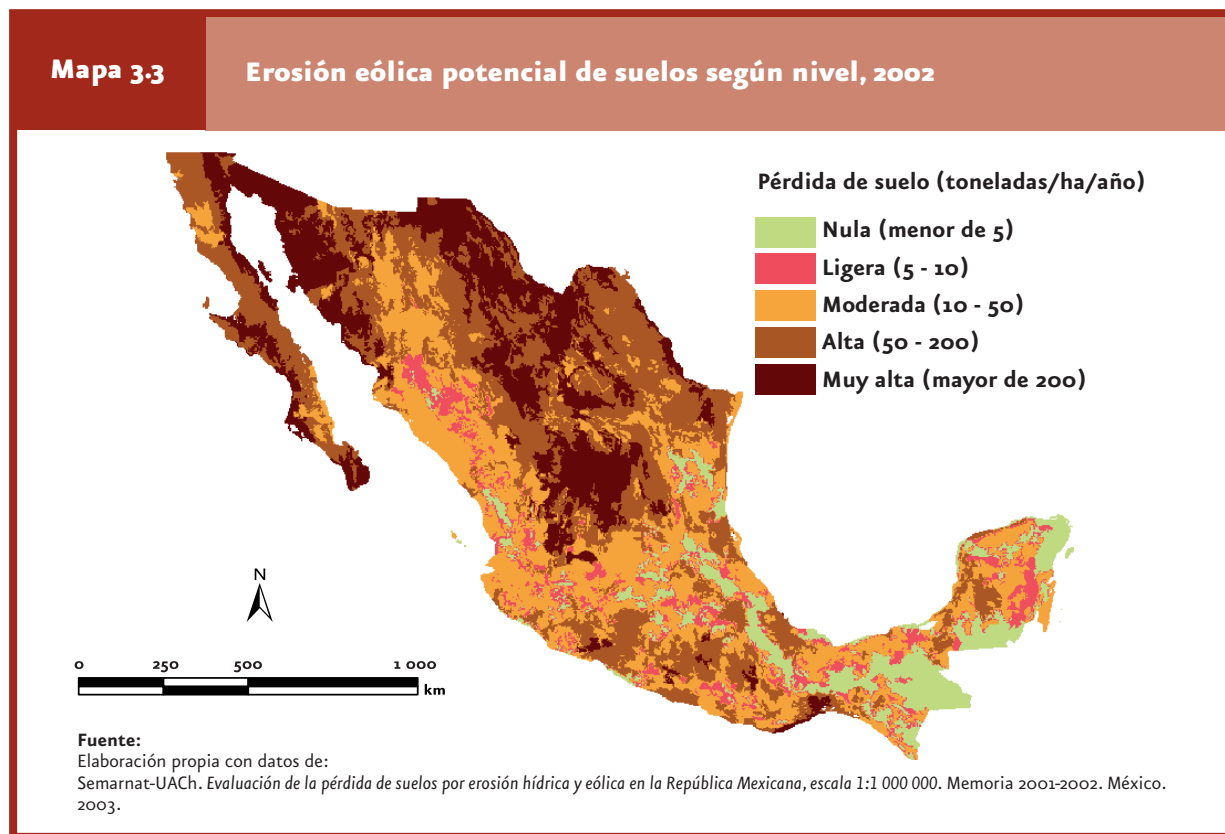 Mapa 3.3
Erosión eólica potencial de suelos según nivel, 2002
Pérdida de suelo (toneladas/ha/año)
Nula (menor de 5)
Ligera (5 - 10)
Moderada (10 - 50)
Alta (50 - 200)
Muy alta (mayor de 200)
N
0 250 500 1 000
km
Fuente:
Elaboración propia con datos de:
Semarnat-UACh. Evaluación de la pérdida de suelos por erosión hídrica y eólica en la República Mexicana, escala 1:1 000 000. Memoria 2001-2002. México.
2003.